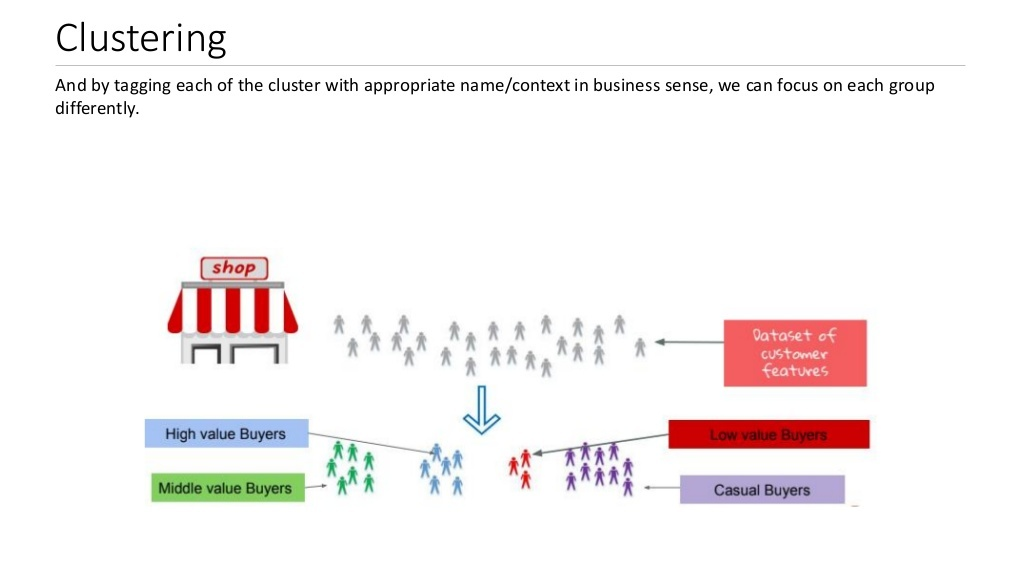 Clustering
And by tagging each of the cluster with appropriate name/context in business sense, we can focus on each group
differently.
shop
Dataset of
customer
features
High value Buyers
Low value Buyers
Middle value Buyers
Casual Buyers